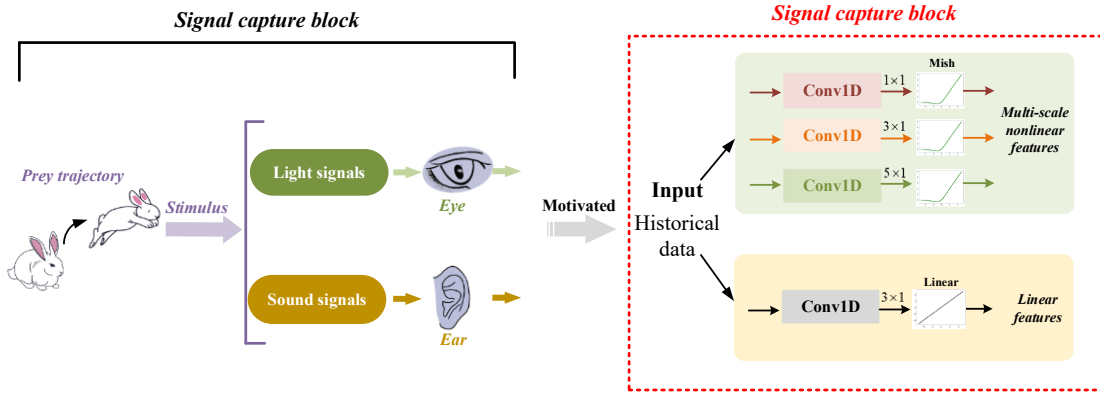 Signal capture block
Prey trajectory
Stimulus
Light signals
Eye
Sound signals
Ear
Motivated
Signal capture block
Input
Historical
data
Mish
Conv1D
1×1
Conv1D
3×1
Conv1D
5×1
Multi-scale
nonlinear
features
Linear
Conv1D
3×1
Linear
features